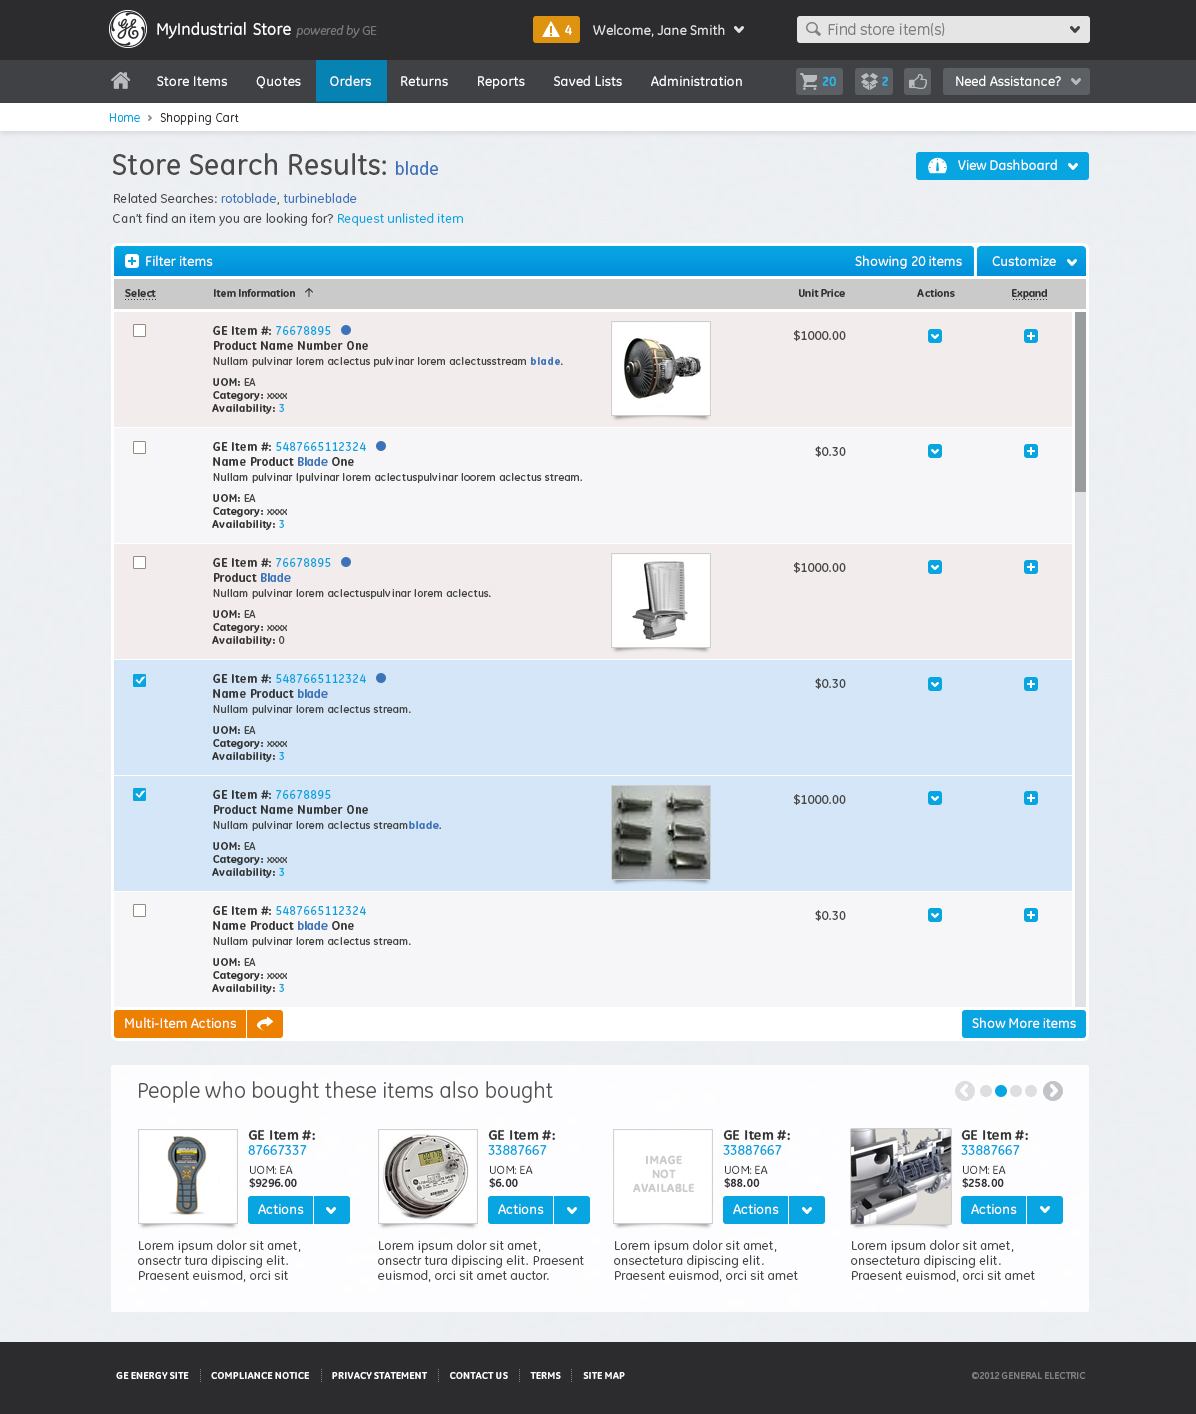 MyIndustrial Store powered by GE
4
Welcome, Jane Smith
Find store item(s)
Store Items Quotes Orders Returns Reports Saved Lists Administration
20
2
Need Assistance?
Home Shopping Cart
Store Search Results: blade
View Dashboard
Related Searches: rotoblade, turbineblade
Can't find an item you are looking for? Request unlisted item
Filter items Showing 20 items Customize
Select Item Information Unit Price Actions Expand
GE Item #: 76678895
$1000.00
Product Name Number One
Nullam pulvinar lorem aclectus pulvinar lorem aclectusstream blade.
UOM: EA
Category: xxxx
Availability: 3
GE Item #: 5487665112324
$0.30
Name Product Blade One
Nullam pulvinar lpulvinar lorem aclectuspulvinar loorem aclectus stream.
UOM: EA
Category: xxxx
Availability: 3
GE Item #: 76678895
$1000.00
Product Blade
Nullam pulvinar lorem aclectuspulvinar lorem aclectus.
UOM: EA
Category: xxxx
Availability: 0
GE Item #: 5487665112324
$0.30
Name Product blade
Nullam pulvinar lorem aclectus stream.
UOM: EA
Category: xxxx
Availability: 3
GE Item #: 76678895
$1000.00
Product Name Number One
Nullam pulvinar lorem aclectus streamblade.
UOM: EA
Category: xxxx
Availability: 3
GE Item #: 5487665112324
$0.30
Name Product blade One
Nullam pulvinar lorem aclectus stream.
UOM: EA
Category: xxxx
Availability: 3
Multi-Item Actions
Show More items
People who bought these items also bought
GE Item #:
87667337
UOM: EA
$9296.00
Actions
Lorem ipsum dolor sit amet,
onsectr tura dipiscing elit.
Praesent euismod, orci sit
GE Item #:
33887667
UOM: EA
$6.00
Actions
Lorem ipsum dolor sit amet,
onsectr tura dipiscing elit. Praesent
euismod, orci sit amet auctor.
IMAGE
NOT
AVAILABLE
GE Item #:
33887667
UOM: EA
$88.00
Actions
Lorem ipsum dolor sit amet,
onsectetura dipiscing elit.
Praesent euismod, orci sit amet
GE Item #:
33887667
UOM: EA
$258.00
Actions
Lorem ipsum dolor sit amet,
onsectetura dipiscing elit.
Praesent euismod, orci sit amet
GE ENERGY SITE COMPLIANCE NOTICE PRIVACY STATEMENT CONTACT US TERMS SITE MAP
©2012 GENERAL ELECTRIC